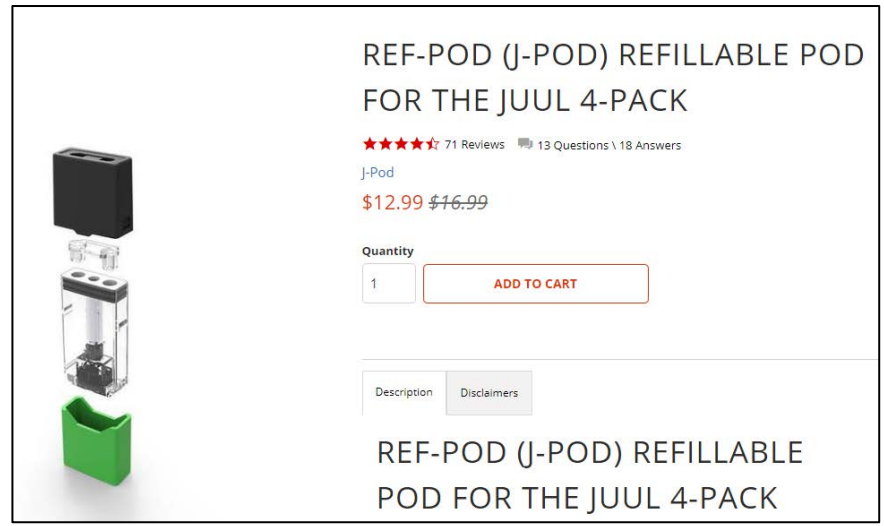 REF-POD (J-POD) REFILLABLE POD
FOR THE JUUL 4-PACK
71 Reviews 13 Questions \ 18 Answers
J-Pod
$12.99 $16.99
Quantity
1 ADD TO CART
Description Disclaimers
REF-POD (J-POD) REFILLABLE
POD FOR THE JUUL 4-PACK